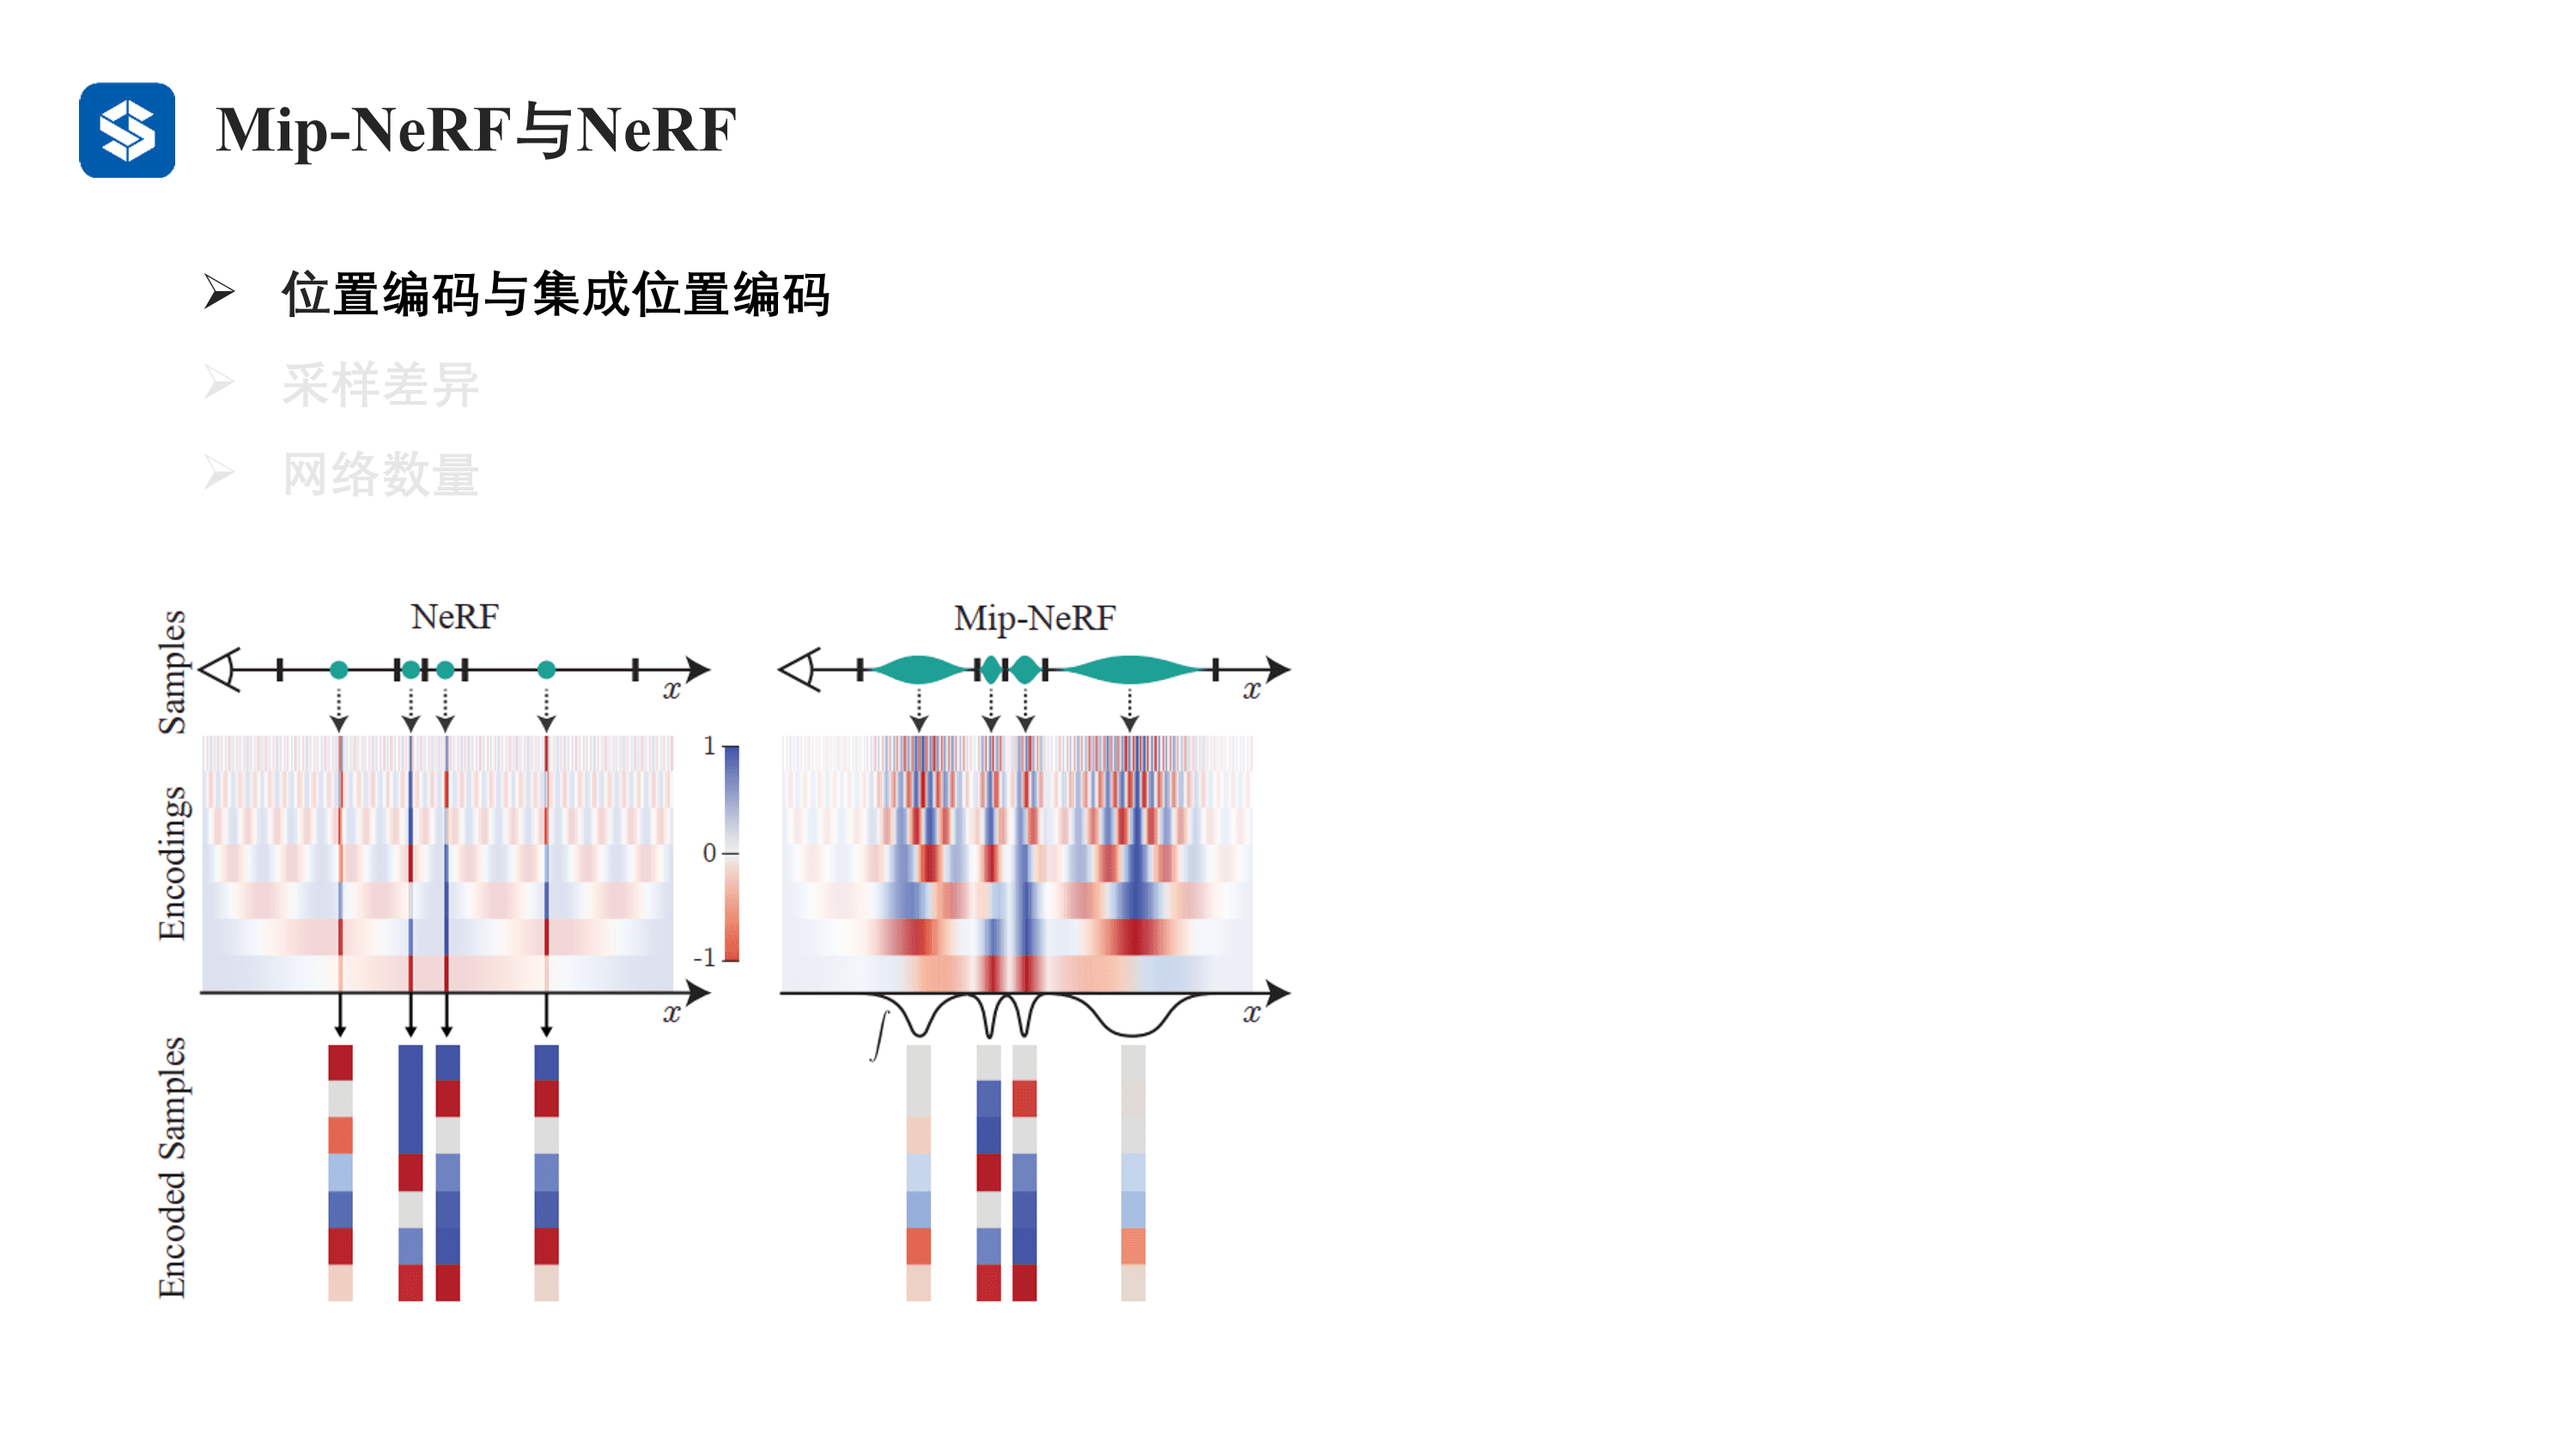 Mip-NeRF与NeRF
位置编码与集成位置编码
采样差异
网络数量
NeRF
Mip-NeRF
Samples
x
x
Encodings
1
0
-1
x
x
∫
Encoded Samples